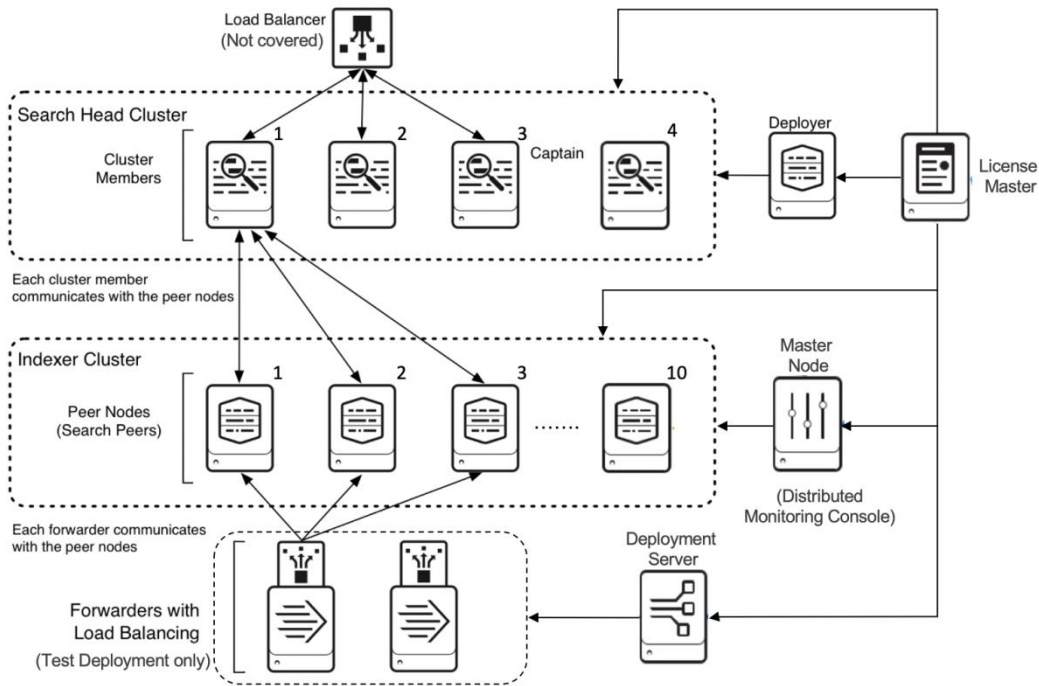 Load Balancer
(Not covered)
Search Head Cluster
1
2
3
4
Cluster
Members
Captain
Deployer
License
Master
Each cluster member
communicates with the peer nodes
Indexer Cluster
1
2
3
10
Master
Node
Peer Nodes
(Search Peers)
........
(Distributed
Monitoring Console)
Each forwarder communicates
with the peer nodes
Deployment
Server
Forwarders with
Load Balancing
(Test Deployment only)